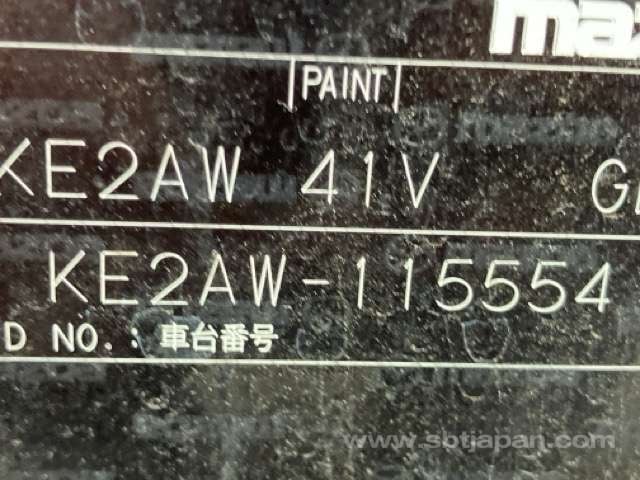 PAINT
KE2AW 41V
KE2AW-115554
D NO.: 車台番号
www.sbtjapan.com